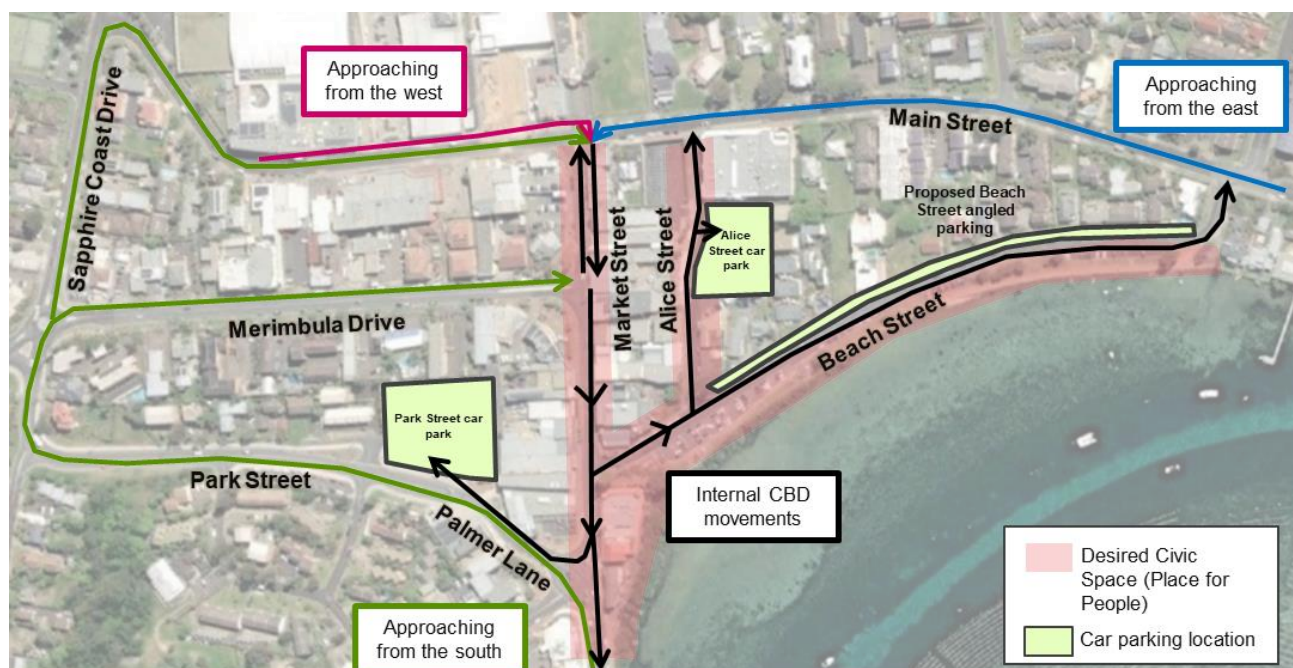 Approaching
from the west
Approaching
from the east
Main Street
Sapphire Coast Drive
Proposed Beach
Street angled
parking
Market Street
Alice Street
Alice
Street car
park
Merimbula Drive
Beach Street
Park Street car
park
Park Street
Palmer Lane
Internal CBD
movements
Approaching
from the south
Desired Civic
Space (Place for
People)
Car parking location